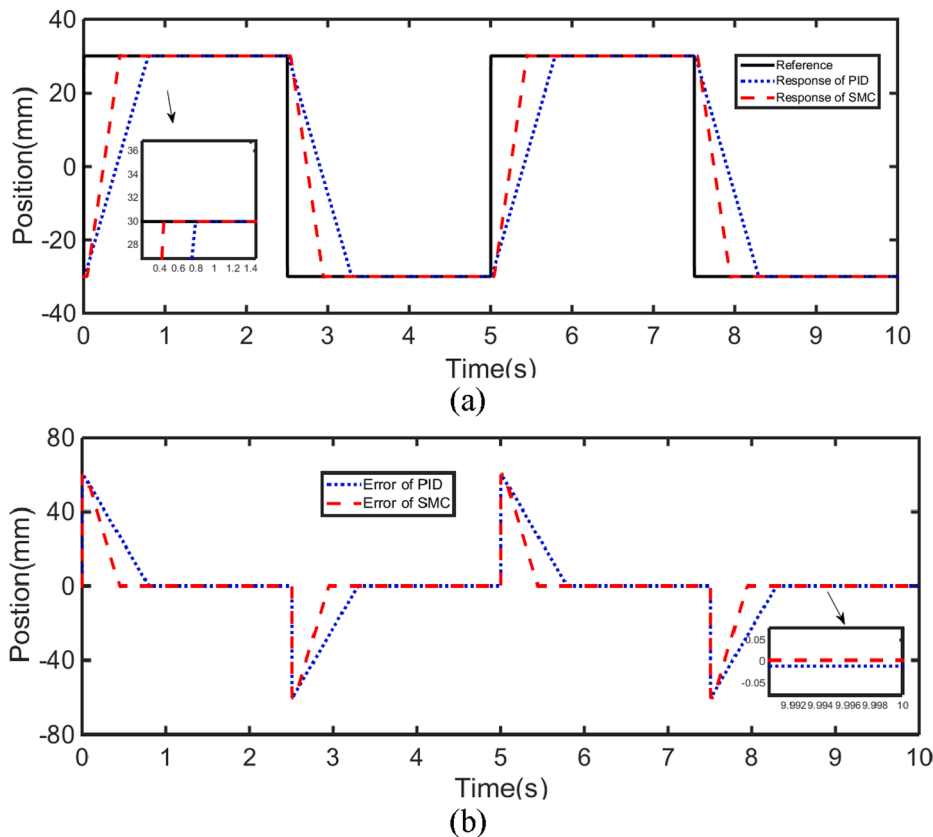 40
20
0
-20
-40
Position(mm)
Reference
Response of PID
Response of SMC
36
34
32
30
28
0.4 0.6 0.8 1 1.2 1.4
0 1 2 3 4 5 6 7 8 9 10
Time(s)
(a)
80
40
0
-40
-80
Postion(mm)
Error of PID
Error of SMC
0.05
0
-0.05
9.992 9.994 9.996 9.998 10
0 1 2 3 4 5 6 7 8 9 10
Time(s)
(b)